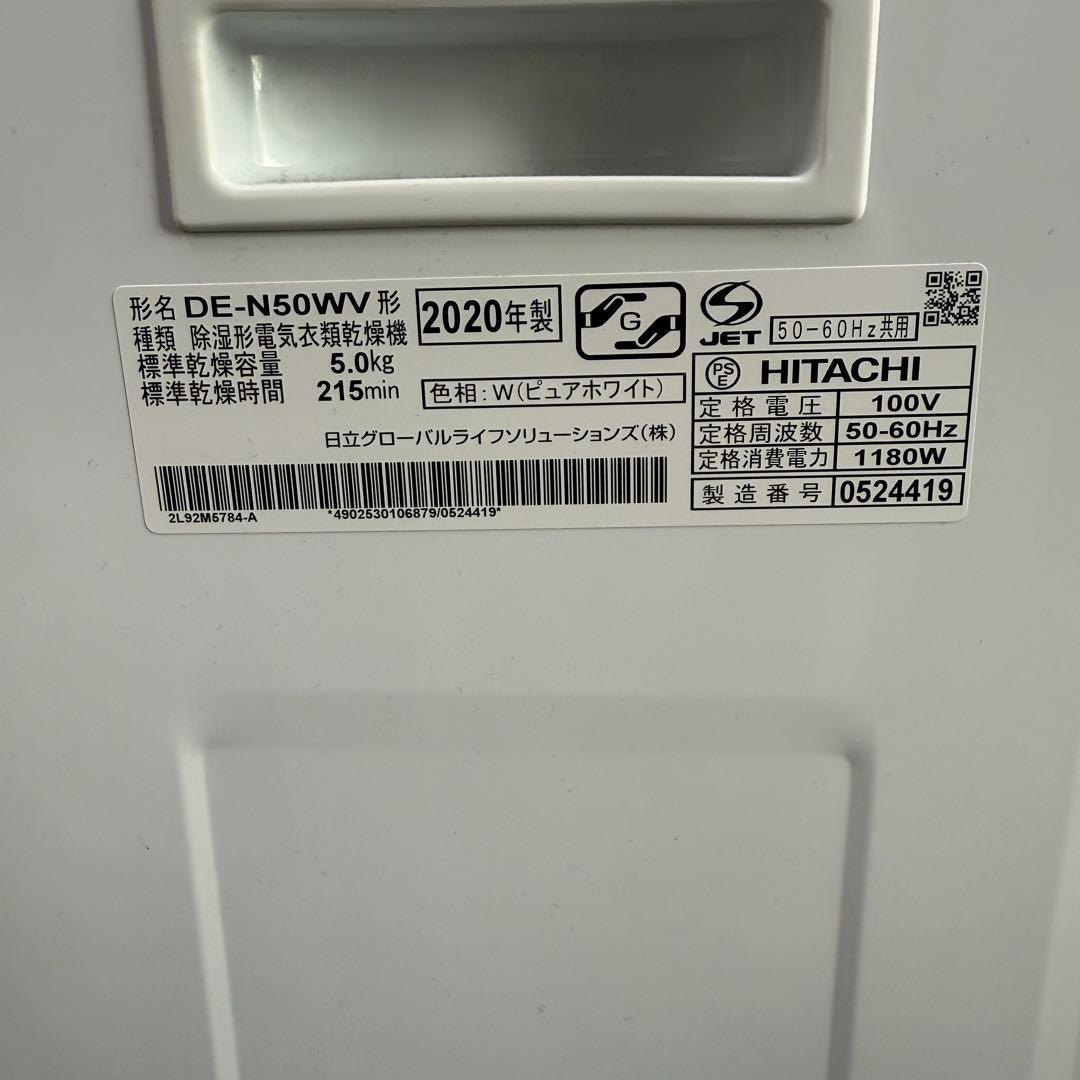 形名 DE-N50WV 形
2020年製
種類 除湿形電気衣類乾燥機
標準乾燥容量 5.0kg
標準乾燥時間 215min
色相:W(ピュアホワイト)
日立グローバルライフソリューションズ(株)
2L92M5784-A
*4902530106879/0524419*
G
JET
50-60Hz共用
PS
E
HITACHI
定格電圧 100V
定格周波数 50-60Hz
定格消費電力 1180W
製造番号 0524419